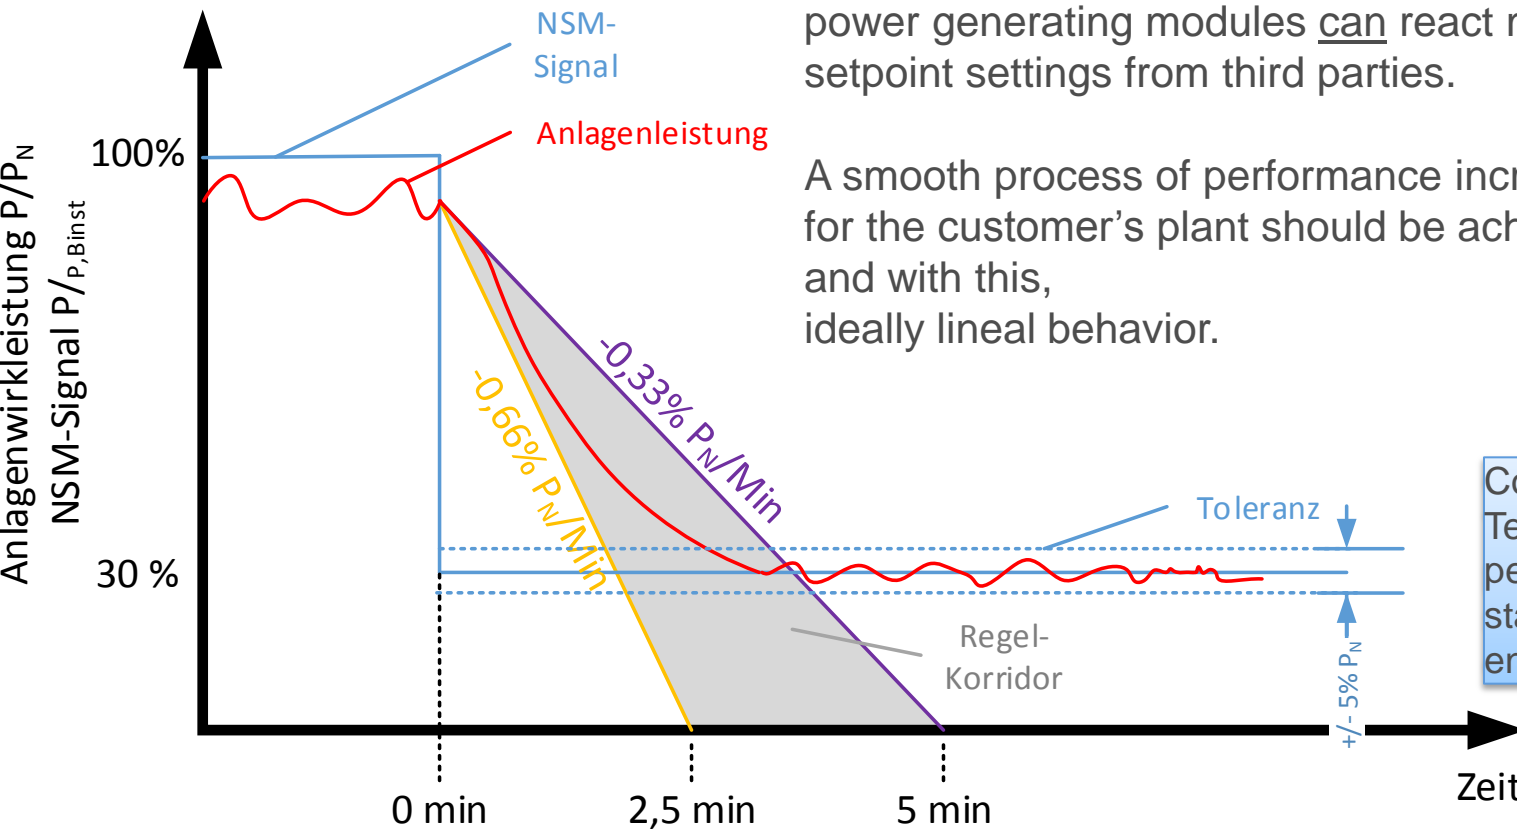 power generating modules can react
setpoint settings from third parties.
A smooth process of performance
for the customer’s plant should be
and with this,
ideally lineal behavior.
NSM-
Signal
Anlagenleistung
100%
30 %
Anlagenwirkleistung P/PN
NSM-Signal P/P,Binst
-0,33% PN/Min
-0,66% PN/Min
Toleranz
Regel-
Korridor
+/- 5% PN
0 min
2,5 min
5 min
Zeit